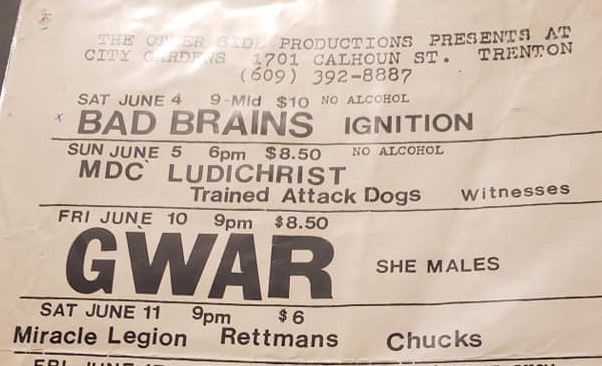 THE OTHER SIDE PRODUCTIONS PRESENTS AT
CITY GARDENS 1701 CALHOUN ST. TRENTON
(609) 392-8887
SAT JUNE 4 9-Mid $10 NO ALCOHOL
x BAD BRAINS IGNITION
SUN JUNE 5 6pm $8.50 NO ALCOHOL
MDC LUDICHRIST
Trained Attack Dogs Witnesses
FRI JUNE 10 9pm $8.50
GWAR SHE MALES
SAT JUNE 11 9pm $6
Miracle Legion Rettmans Chucks
FRI JUNE